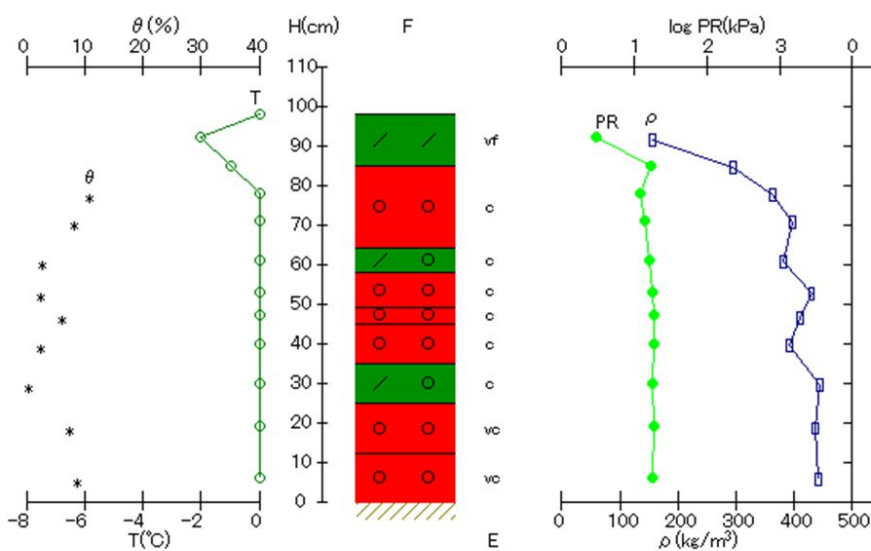 θ(%) H(cm) F log PR(kPa)
0 10 20 30 40 0 1 2 3 0
110
T 100
PR ρ
90 vf
θ
80
c
70
60 c
50 c
c
40 c
30 c
20 vc
10
vc
0
-8 -6 -4 -2 0 0 100 200 300 400 500
T(℃) E ρ(kg/m³)